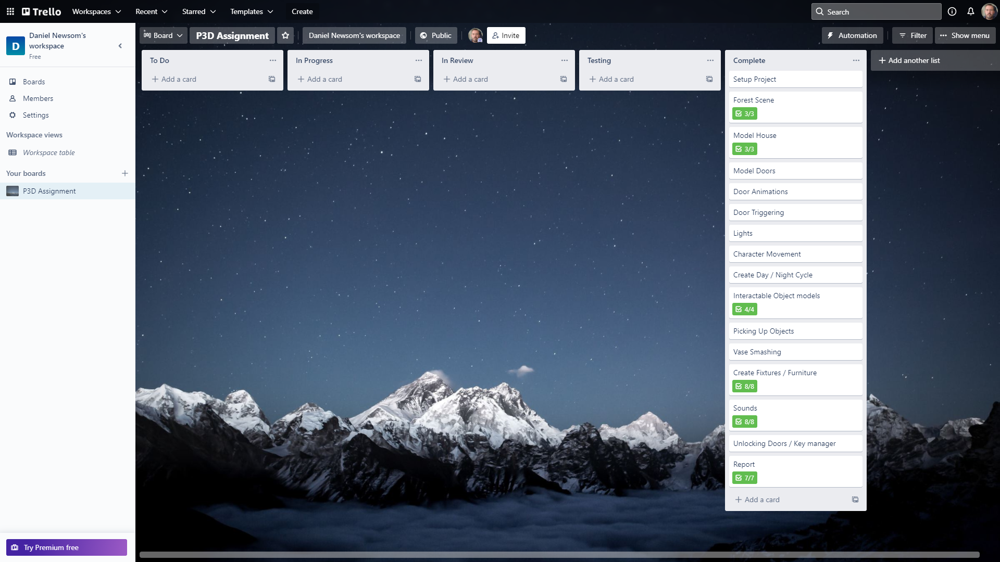 Trello
Workspaces
Recent
Starred
Templates
Create
Search
D
Daniel Newsom's
workspace
Free
Boards
Members
Settings
Workspace views
Workspace table
Your boards
P3D Assignment
Try Premium free
Board
P3D Assignment
Daniel Newsom's workspace
Public
Invite
Automation
Filter
Show menu
To Do
Add a card
In Progress
Add a card
In Review
Add a card
Testing
Add a card
Complete
Setup Project
Forest Scene
3/3
Model House
3/3
Model Doors
Door Animations
Door Triggering
Lights
Character Movement
Create Day / Night Cycle
Interactable Object models
4/4
Picking Up Objects
Vase Smashing
Create Fixtures / Furniture
8/8
Sounds
8/8
Unlocking Doors / Key manager
Report
7/7
Add a card
Add another list